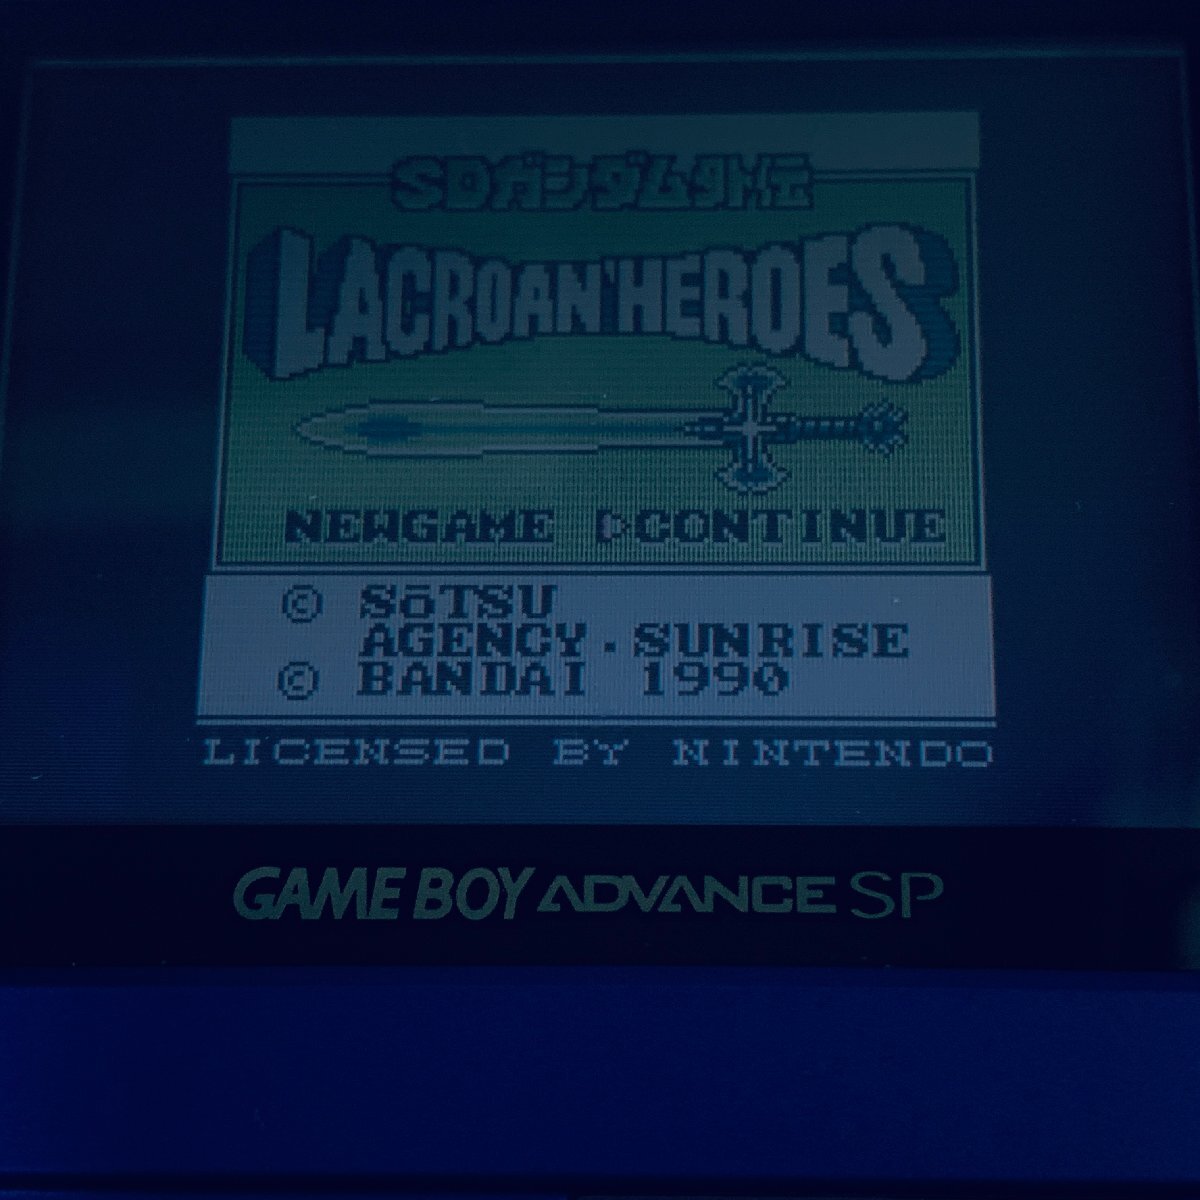 SDガンダム外伝
LACROAN'HEROES
NEWGAME ▷CONTINUE
© SŌTSU
AGENCY・SUNRISE
© BANDAI 1990
LICENSED BY NINTENDO
GAME BOY ADVANCE SP